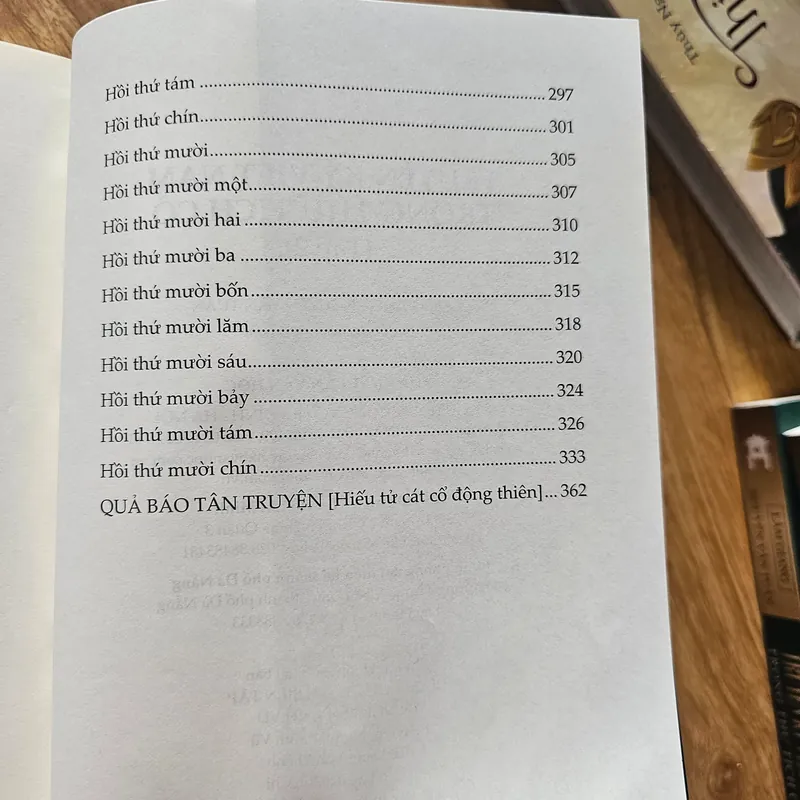 Hồi thứ tám ........ 297
Hồi thứ chín........ 301
Hồi thứ mười........ 305
Hồi thứ mười một........ 307
Hồi thứ mười hai ........ 310
Hồi thứ mười ba ........ 312
Hồi thứ mười bốn........ 315
Hồi thứ mười lăm ........ 318
Hồi thứ mười sáu........ 320
Hồi thứ mười bảy ........ 324
Hồi thứ mười tám........ 326
Hồi thứ mười chín ........ 333
QUẢ BÁO TÂN TRUYỆN [Hiếu tử cát cổ động thiên]... 362
Thúy
LÂM GIANG